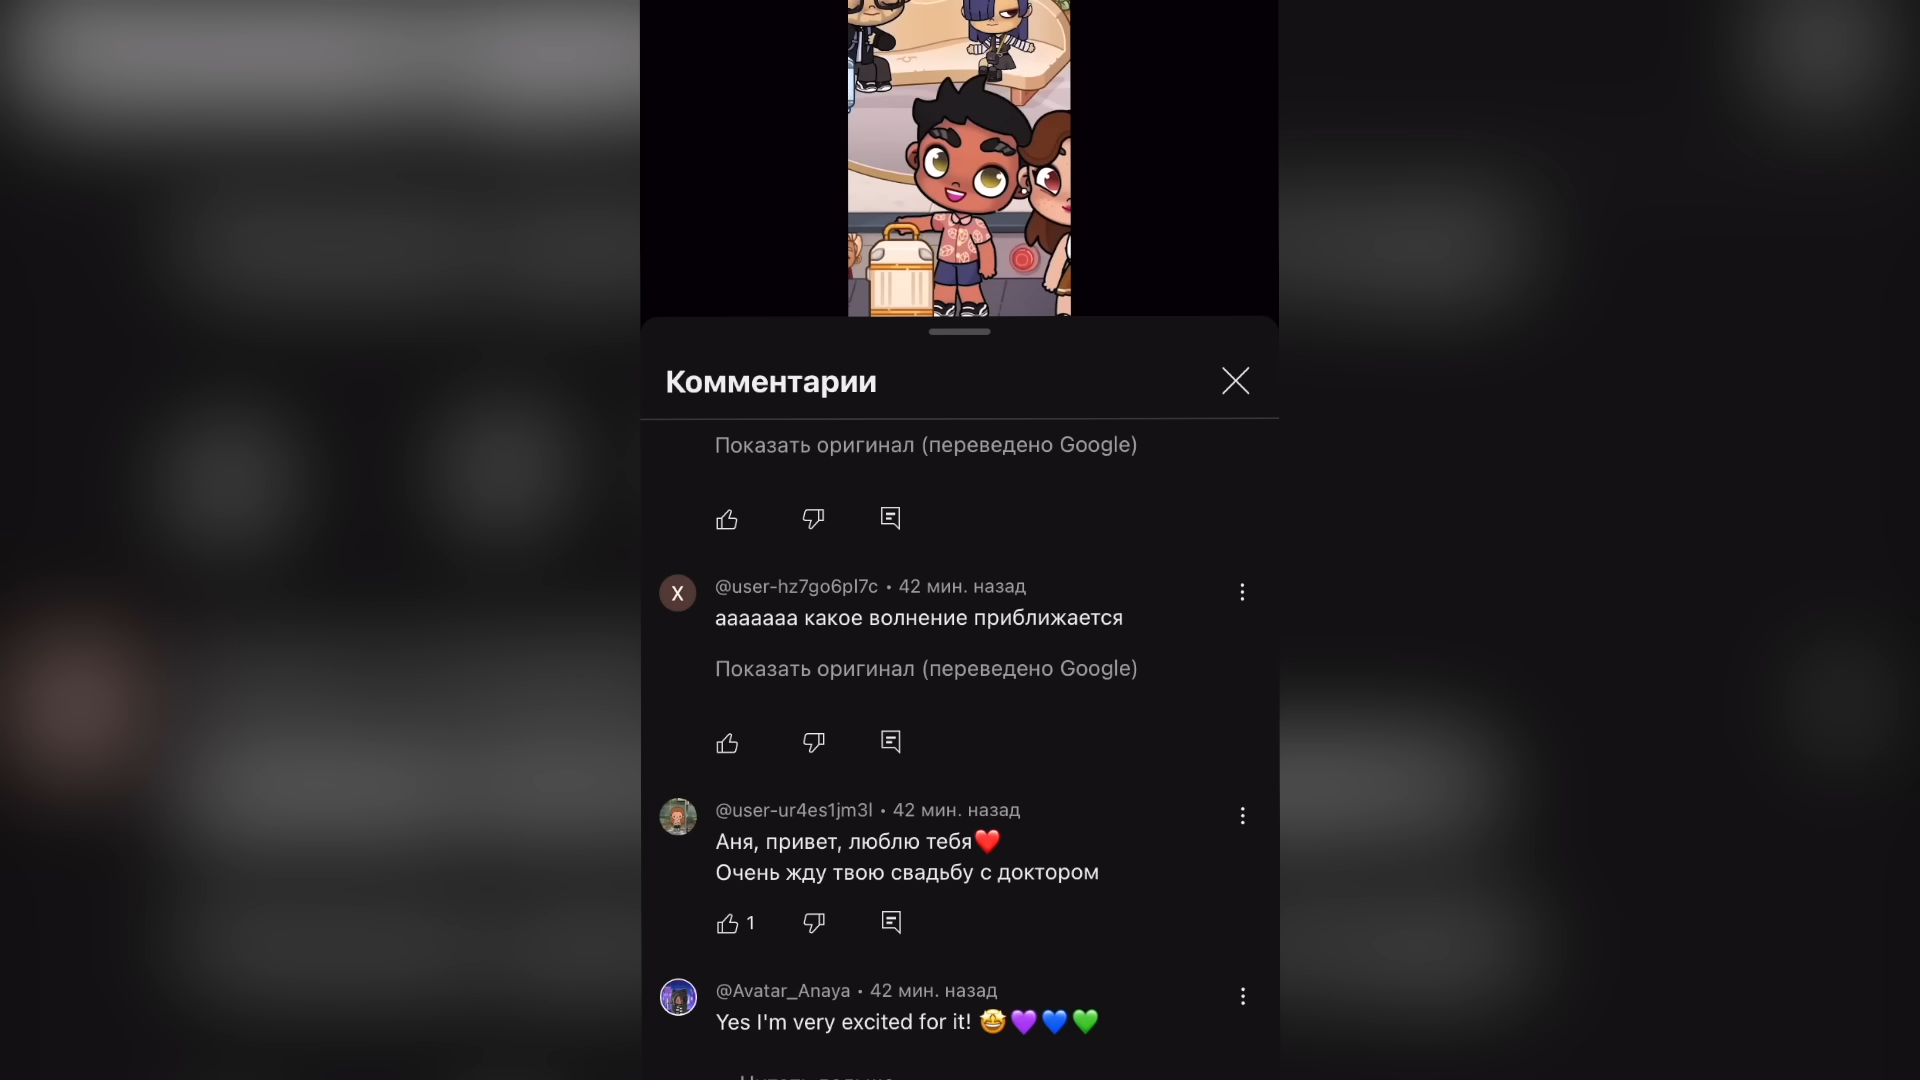 Комментарии
Показать оригинал (переведено Google)
X
@user-hz7go6pl7c • 42 мин. назад
ааааааа какое волнение приближается
Показать оригинал (переведено Google)
@user-ur4es1jm3l • 42 мин. назад
Аня, привет, люблю тебя❤️
Очень жду твою свадьбу с доктором
1
@Avatar_Anaya • 42 мин. назад
Yes I'm very excited for it! 🤩💜💙💚